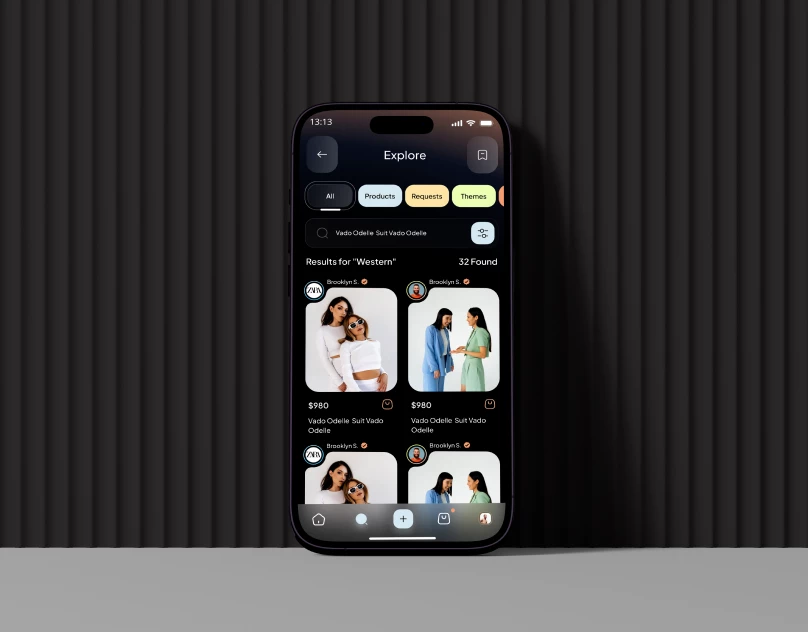 13:13
Explore
All
Products
Requests
Themes
Vado Odelle Suit Vado Odelle
Results for "Western"
32 Found
Brooklyn S.
Brooklyn S.
ZARA
$980
$980
Vado Odelle Suit Vado
Odelle
Vado Odelle Suit Vado
Odelle
Brooklyn S.
Brooklyn S.
ZARA